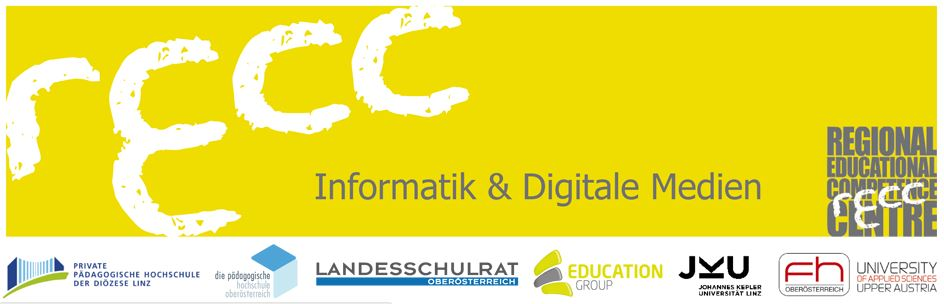 recc
Informatik & Digitale Medien
REGIONAL
EDUCATIONAL
COMPETENCE
CENTRE
recc
PRIVATE
PÄDAGOGISCHE HOCHSCHULE
DER DIÖZESE LINZ
die pädagogische
hochschule
oberösterreich
LANDESSCHULRAT
OBERÖSTERREICH
EDUCATION
GROUP
JKU
JOHANNES KEPLER
UNIVERSITÄT LINZ
fh
OBERÖSTERREICH
UNIVERSITY
OF APPLIED SCIENCES
UPPER AUSTRIA